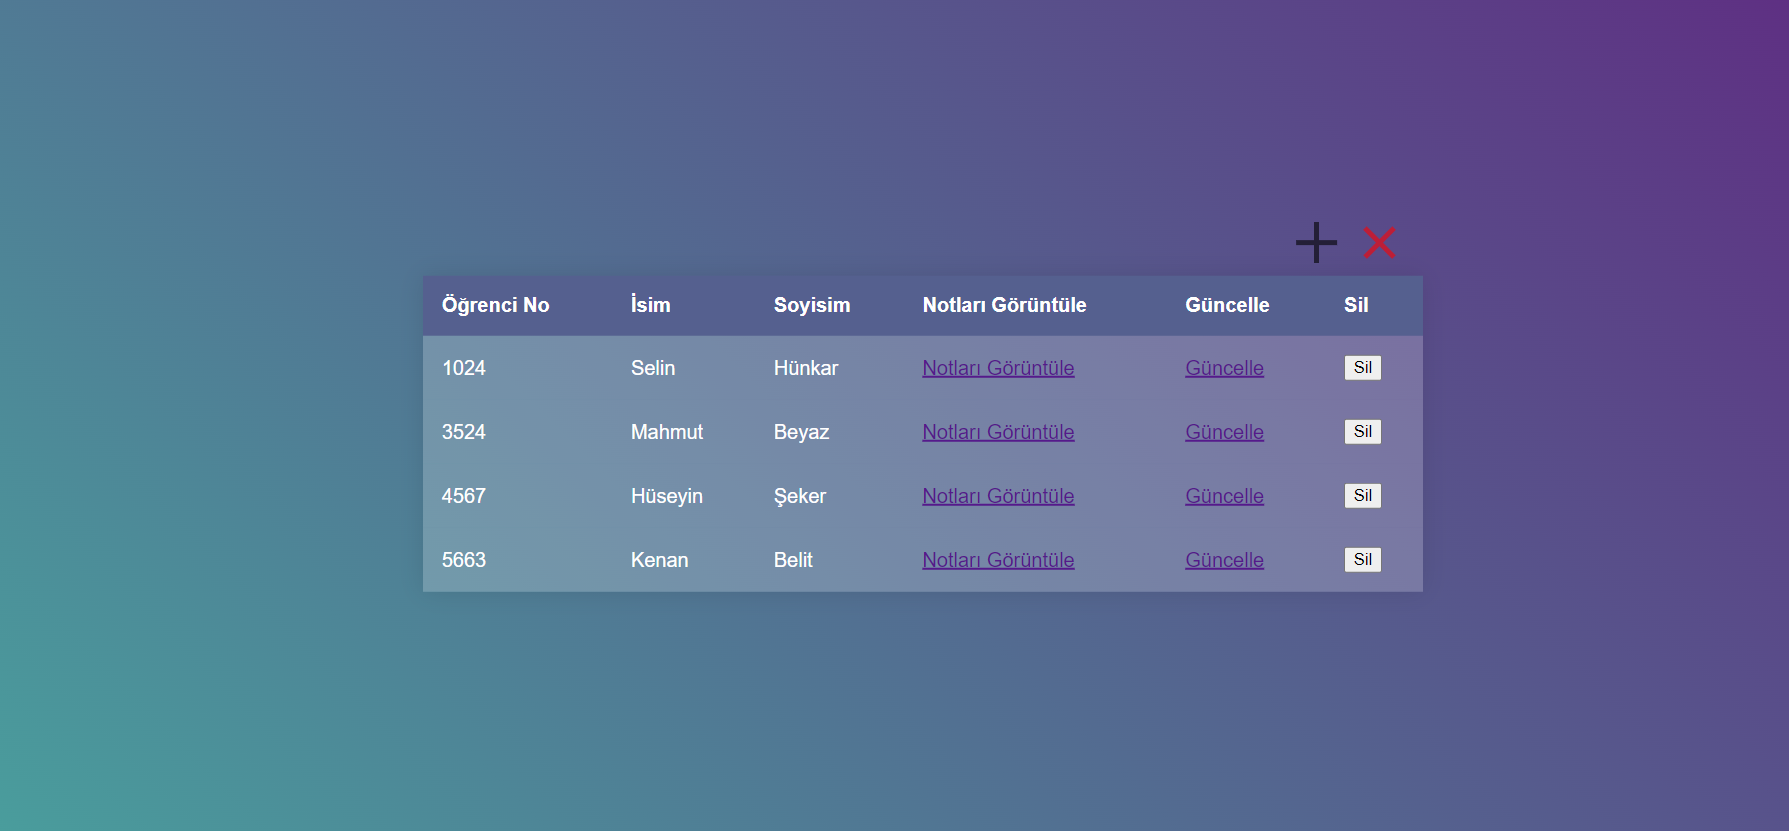 Öğrenci No İsim Soyisim Notları Görüntüle Güncelle Sil
1024 Selin Hünkar Notları Görüntüle Güncelle Sil
3524 Mahmut Beyaz Notları Görüntüle Güncelle Sil
4567 Hüseyin Şeker Notları Görüntüle Güncelle Sil
5663 Kenan Belit Notları Görüntüle Güncelle Sil